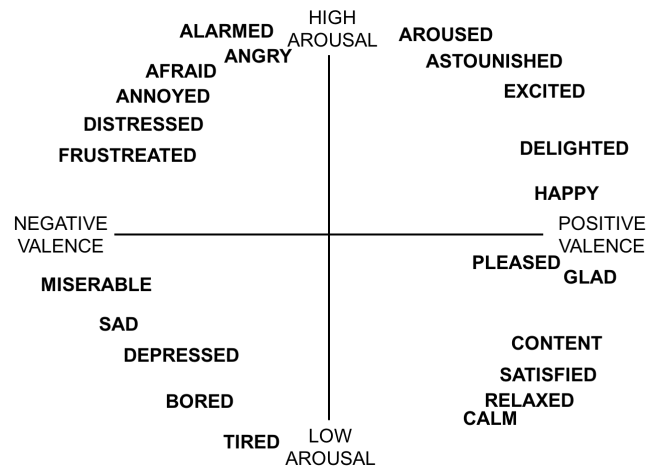 HIGH
AROUSAL
ALARMED
ANGRY
AFRAID
ANNOYED
DISTRESSED
FRUSTREATED
AROUSED
ASTOUNISHED
EXCITED
DELIGHTED
HAPPY
NEGATIVE
VALENCE
POSITIVE
VALENCE
MISERABLE
SAD
DEPRESSED
BORED
TIRED
PLEASED
GLAD
CONTENT
SATISFIED
RELAXED
CALM
LOW
AROUSAL